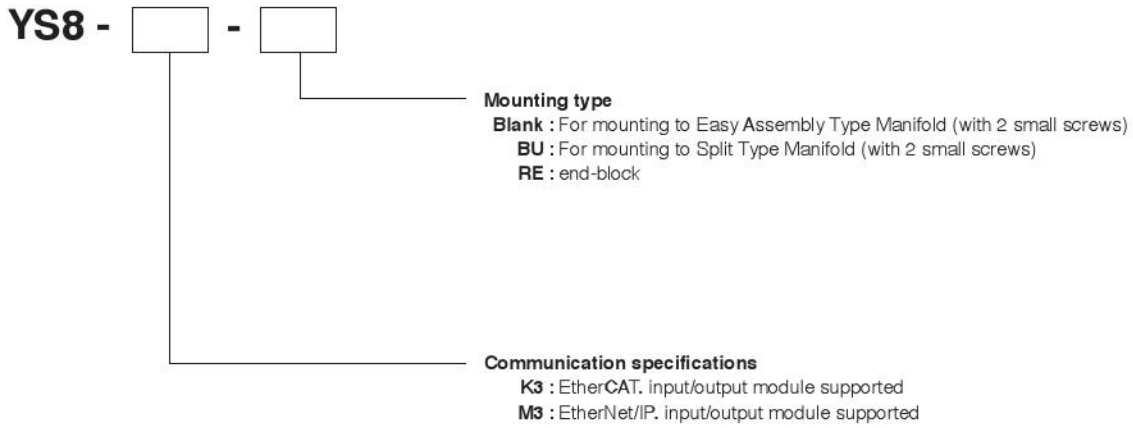 YS8 - -
Mounting type
Blank : For mounting to Easy Assembly Type Manifold (with 2 small screws)
BU : For mounting to Split Type Manifold (with 2 small screws)
RE : end-block
Communication specifications
K3 : EtherCAT. input/output module supported
M3 : EtherNet/IP. input/output module supported